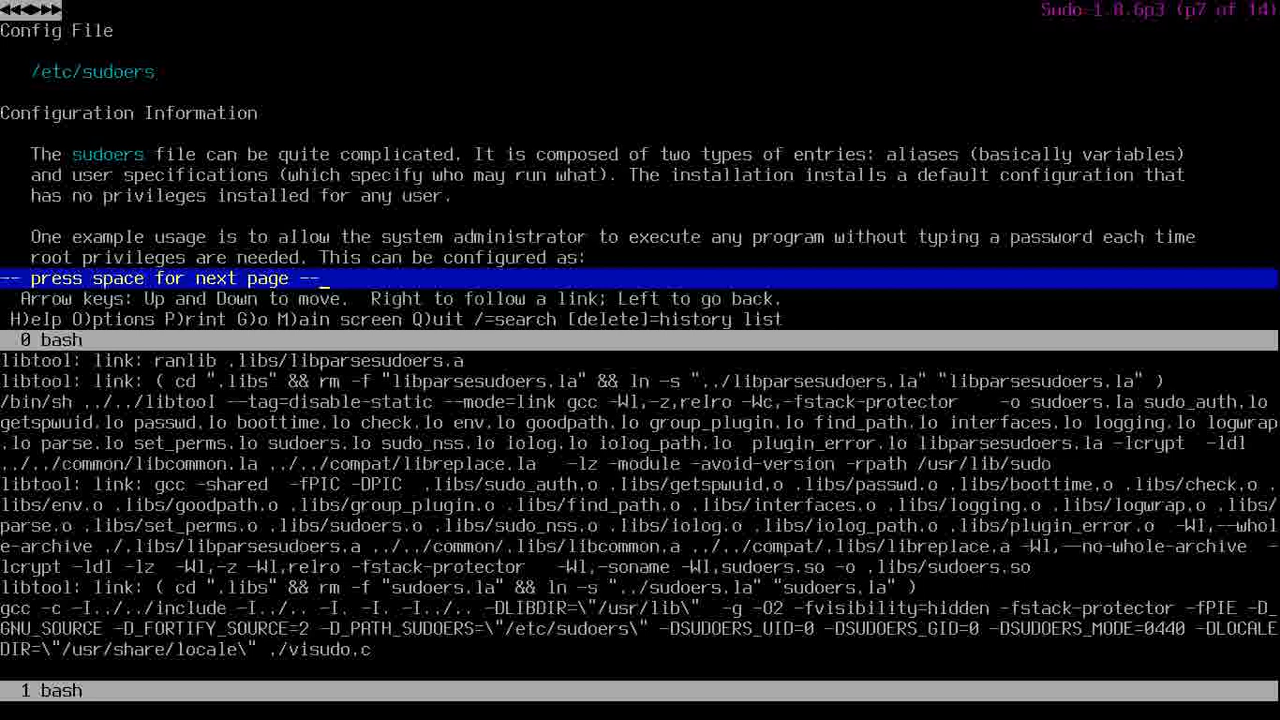 ◀◀◀▶▶▶ Sudo-1.8.6p3 (p7 of 14)
Config File
/etc/sudoers
Configuration Information
The sudoers file can be quite complicated. It is composed of two types of entries: aliases (basically variables)
and user specifications (which specify who may run what). The installation installs a default configuration that
has no privileges installed for any user.
One example usage is to allow the system administrator to execute any program without typing a password each time
root privileges are needed. This can be configured as:
-- press space for next page --
Arrow keys: Up and Down to move. Right to follow a link; Left to go back.
H)elp O)ptions P)rint G)o M)ain screen Q)uit /=search [delete]=history list
0 bash
libtool: link: ranlib .libs/libparsesudoers.a
libtool: link: ( cd ".libs" && rm -f "libparsesudoers.la" && ln -s "../libparsesudoers.la" "libparsesudoers.la" )
/bin/sh ../../libtool --tag=disable-static --mode=link gcc -Wl,-z,relro -Wc,-fstack-protector -o sudoers.la sudo_auth.lo
getspwuid.lo passwd.lo boottime.lo check.lo env.lo goodpath.lo group_plugin.lo find_path.lo interfaces.lo logging.lo logwrap
.lo parse.lo set_perms.lo sudoers.lo sudo_nss.lo iolog.lo iolog_path.lo plugin_error.lo libparsesudoers.la -lcrypt -ldl
../../common/libcommon.la ../../compat/libreplace.la -lz -module -avoid-version -rpath /usr/lib/sudo
libtool: link: gcc -shared -fPIC -DPIC .libs/sudo_auth.o .libs/getspwuid.o .libs/passwd.o .libs/boottime.o .libs/check.o .
libs/env.o .libs/goodpath.o .libs/group_plugin.o .libs/find_path.o .libs/interfaces.o .libs/logging.o .libs/logwrap.o .libs/
parse.o .libs/set_perms.o .libs/sudoers.o .libs/sudo_nss.o .libs/iolog.o .libs/iolog_path.o .libs/plugin_error.o -Wl,--whol
e-archive ./.libs/libparsesudoers.a ../../common/.libs/libcommon.a ../../compat/.libs/libreplace.a -Wl,--no-whole-archive -
lcrypt -ldl -lz -Wl,-z -Wl,relro -fstack-protector -Wl,-soname -Wl,sudoers.so -o .libs/sudoers.so
libtool: link: ( cd ".libs" && rm -f "sudoers.la" && ln -s "../sudoers.la" "sudoers.la" )
gcc -c -I../../include -I../.. -I. -I. -I../.. -DLIBDIR=\"/usr/lib\" -g -O2 -fvisibility=hidden -fstack-protector -fPIE -D_
GNU_SOURCE -D_FORTIFY_SOURCE=2 -D_PATH_SUDOERS=\"/etc/sudoers\" -DSUDOERS_UID=0 -DSUDOERS_GID=0 -DSUDOERS_MODE=0440 -DLOCALE
DIR=\"/usr/share/locale\" ./visudo.c
1 bash